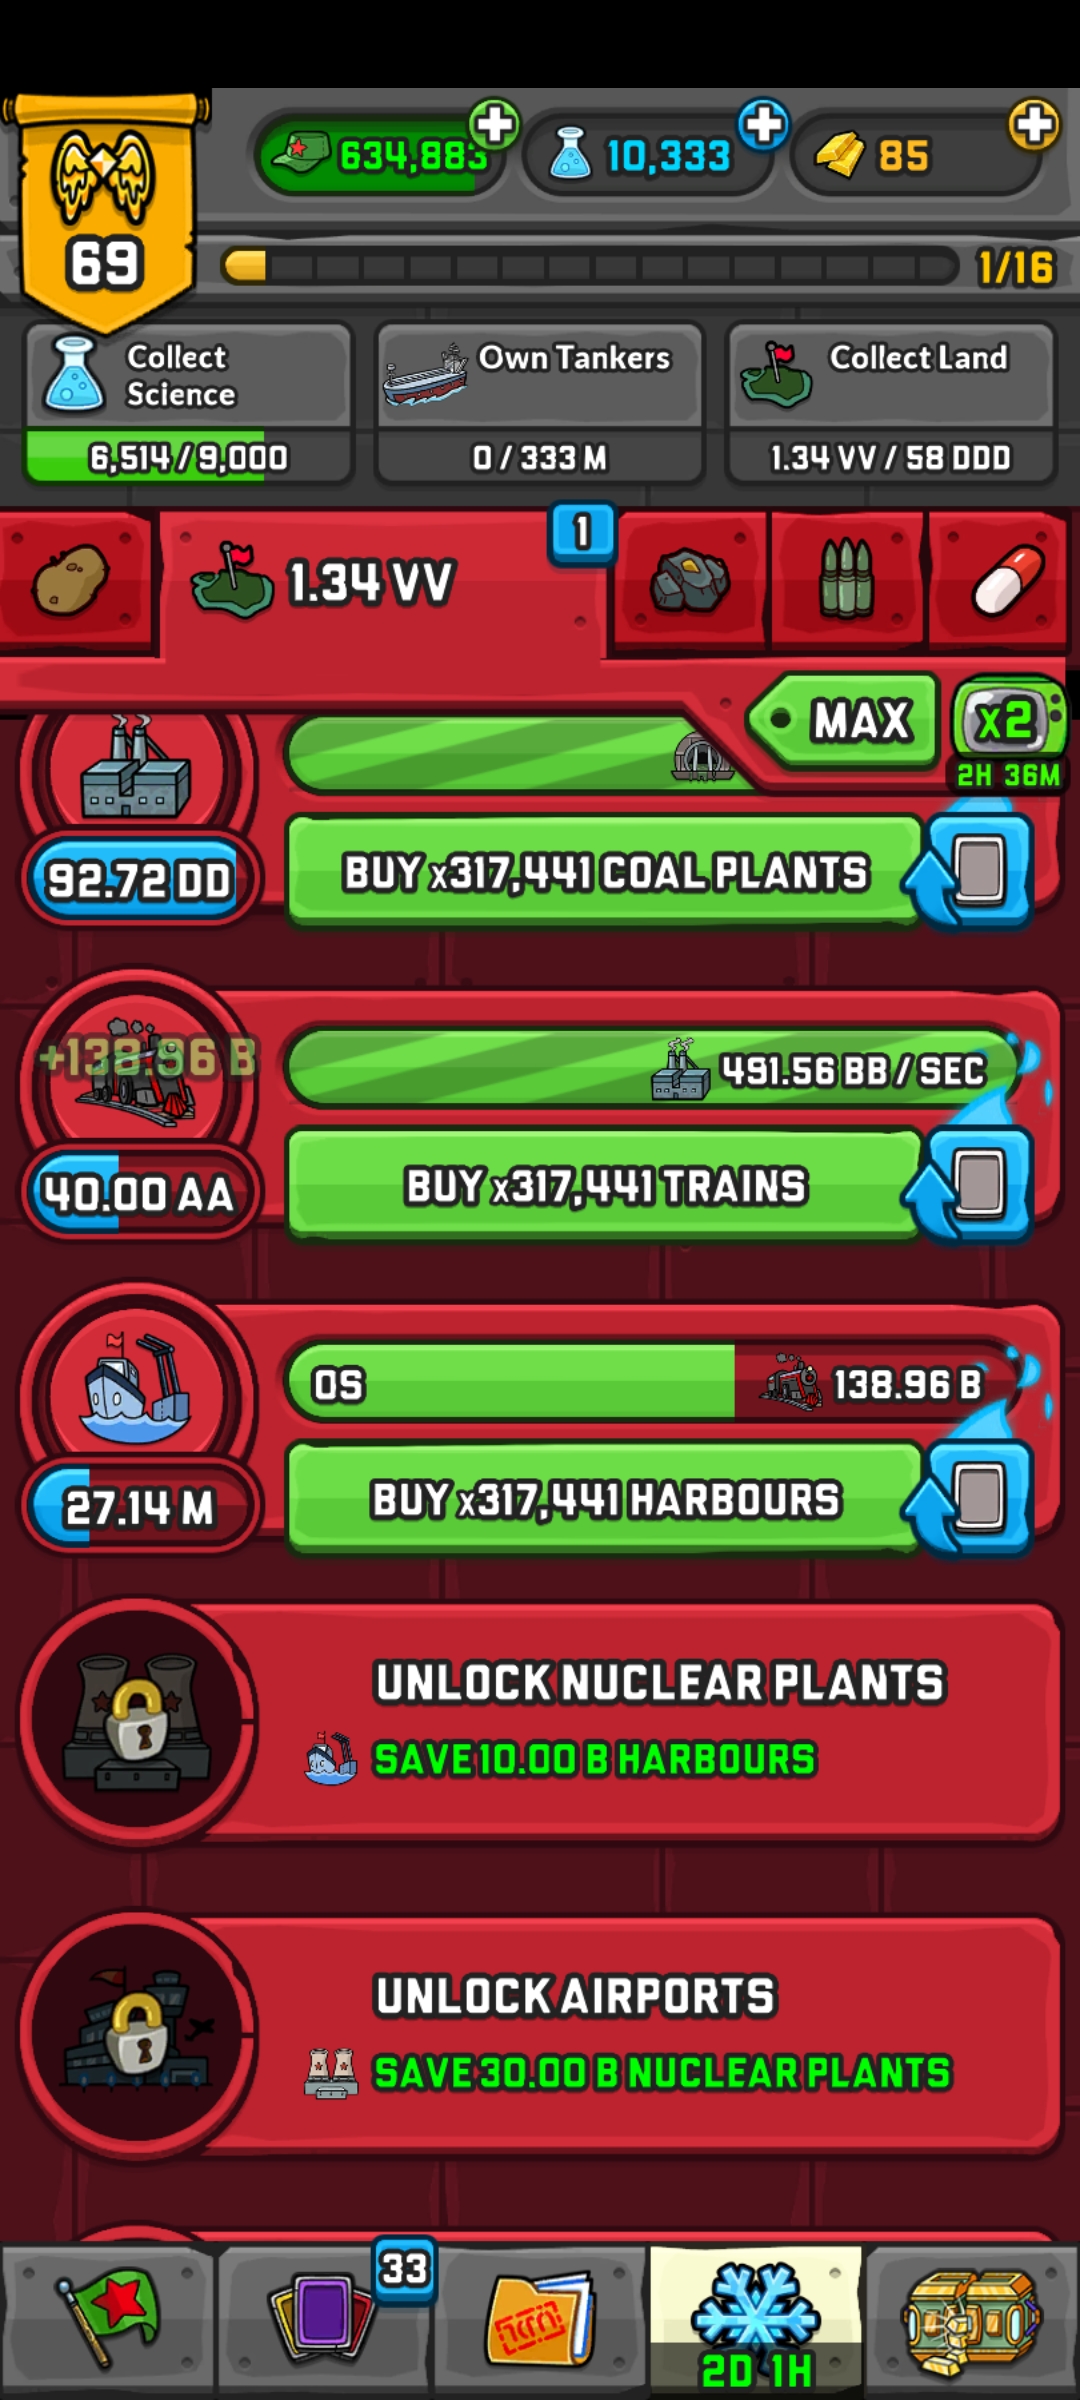 634,883
10,333
85
69
1/16
Collect
Science
6,514/9,000
Own Tankers
0/333 M
Collect Land
1.34 VV/58 DDD
1
1.34 VV
MAX
x2
2H 36M
92.72 DD
BUY x317,441 COAL PLANTS
+138.96 B
491.56 BB/SEC
40.00 AA
BUY x317,441 TRAINS
0S
138.96 B
27.14 M
BUY x317,441 HARBOURS
UNLOCK NUCLEAR PLANTS
SAVE 10.00 B HARBOURS
UNLOCK AIRPORTS
SAVE 30.00 B NUCLEAR PLANTS
33
2D 1H